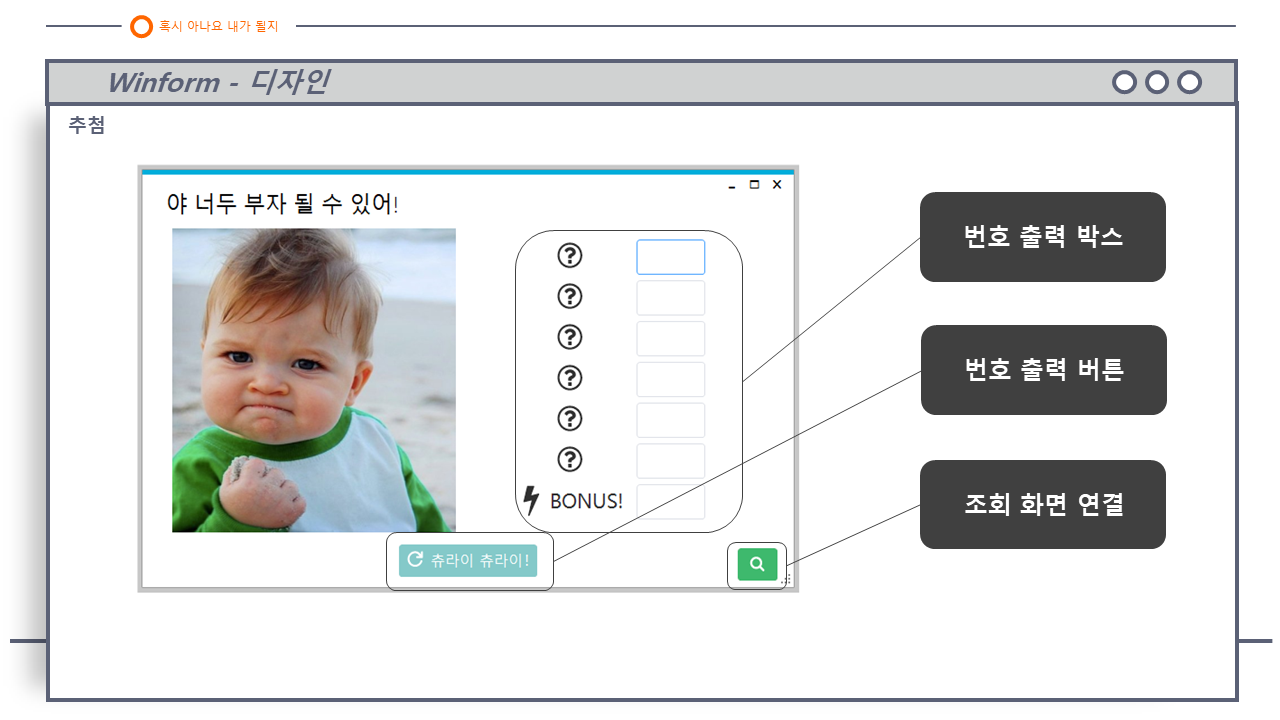 혹시 아나요 내가 될지
Winform - 디자인
추첨
야 너두 부자 될 수 있어!
BONUS!
츄라이 츄라이!
번호 출력 박스
번호 출력 버튼
조회 화면 연결